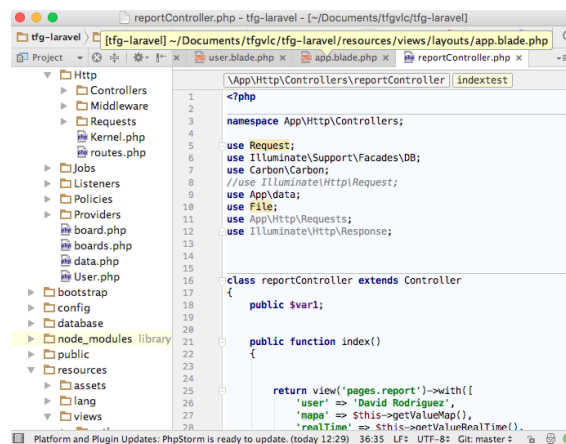 reportController.php - tfg-laravel - [~/Documents/tfgvlc/tfg-laravel]
tfg-laravel
[tfg-laravel] ~/Documents/tfgvlc/tfg-laravel/resources/views/layouts/app.blade.php
Project
user.blade.php
app.blade.php
reportController.php
Http
Controllers
Middleware
Requests
Kernel.php
routes.php
Jobs
Listeners
Policies
Providers
board.php
boards.php
data.php
User.php
bootstrap
config
database
node_modules library
public
resources
assets
lang
views
\App\Http\Controllers\reportController indextest
1 <?php
2
3 namespace App\Http\Controllers;
4
5 use Request;
6 use Illuminate\Support\Facades\DB;
7 use Carbon\Carbon;
8 //use Illuminate\Http\Request;
9 use App\data;
10 use File;
11 use App\Http\Requests;
12 use Illuminate\Http\Response;
13
14
15
16 class reportController extends Controller
17 {
18 public $var1;
19
20
21 public function index()
22 {
23
24
25 return view('pages.report')->with([
26 'user' => 'David Rodriguez',
27 'mapa' => $this->getValueMap(),
28 'realTime' => $this->getValueRealTime(),
Platform and Plugin Updates: PhpStorm is ready to update. (today 12:29) 36:35 LF÷ UTF-8÷ Git: master÷